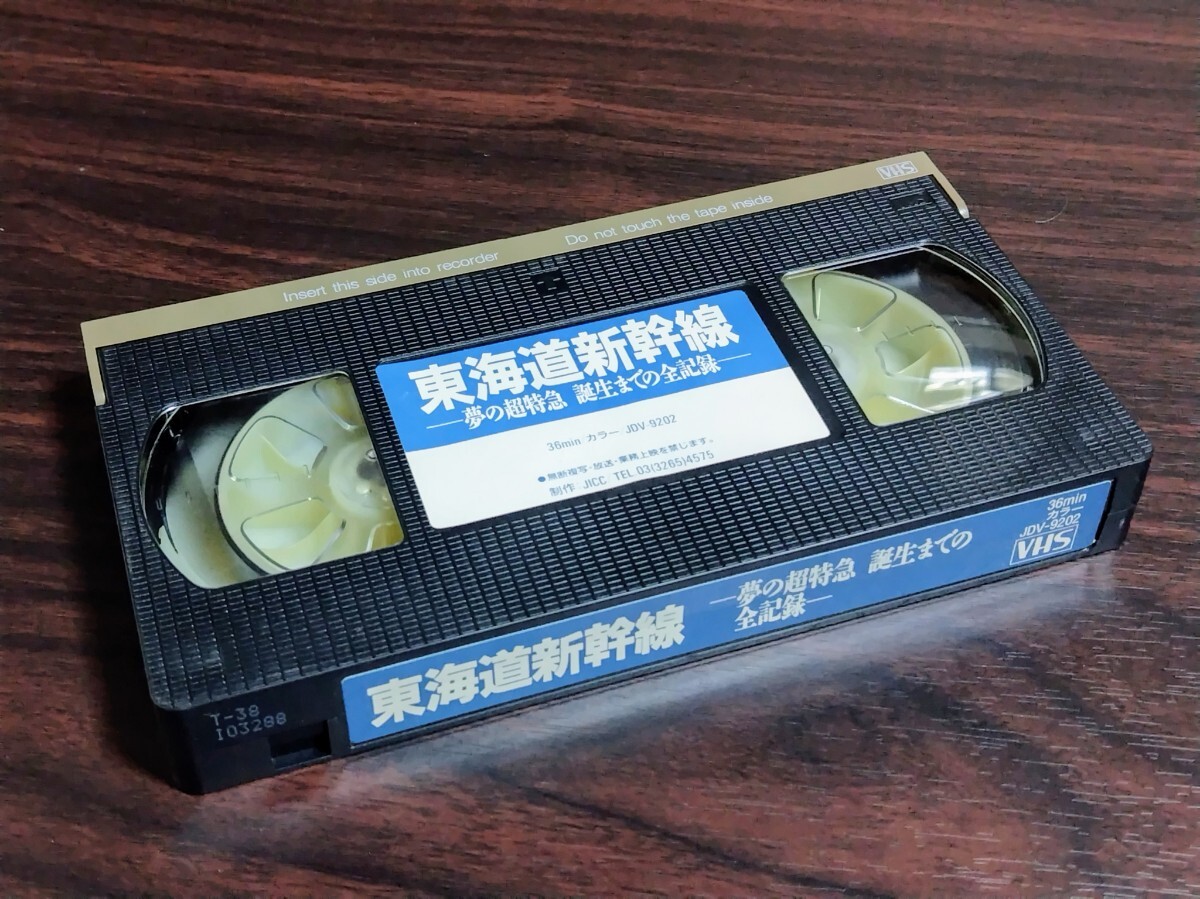 VHS
Insert this side into recorder
Do not touch the tape inside
東海道新幹線
—夢の超特急 誕生までの全記録—
36min/カラー/JDV-9202
●無断複写・放送・業務上映を禁じます。
制作/JICC/TEL.03(3265)4575
東海道新幹線
—夢の超特急 誕生までの
全記録—
36min
カラー
JDV-9202
VHS
T-38
I03288